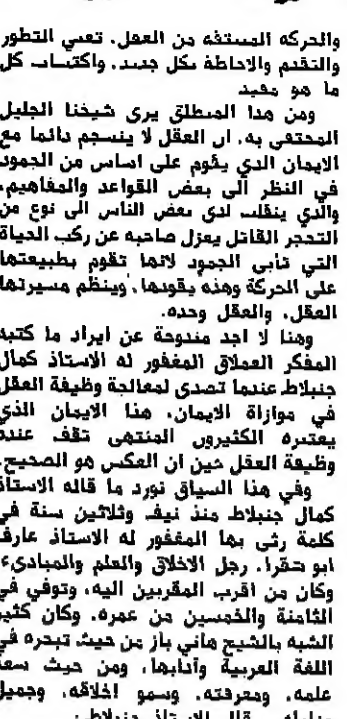 والحركه المستقه من العقل. تعني التطور
والتقدم والاحاطة بكل جديد. واكتساب كل
ما هو مفيد
ومن هذا المنطلق يرى شيخنا الجليل
المحتفى به. ان العقل لا ينسجم دائما مع
الايمان الذي يقوم على اساس من الجمود
في النظر الى بعض القواعد والمفاهيم.
والذي ينقلب لدى بعض الناس الى نوع من
التحجر القاتل يعزل صاحبه عن ركب الحياة
التي تأبى الجمود لانها تقوم بطبيعتها
على الحركة وهذه يقودها. وينظم مسيرتها
العقل. والعقل وحده.
وهنا لا اجد مندوحة عن ايراد ما كتبه
المفكر العملاق المغفور له الاستاذ كمال
جنبلاط عندما تصدى لمعالجة وظيفة العقل
في موازاة الايمان. هذا الايمان الذي
يعتبره الكثيرون المنتهى تقف عنده
وظيفة العقل حين ان العكس هو الصحيح.
وفي هذا السياق نورد ما قاله الاستاذ
كمال جنبلاط منذ نيف وثلاثين سنة في
كلمة رثى بها المغفور له الاستاذ عارف
ابو شقرا. رجل الاخلاق والعلم والمبادىء
وكان من اقرب المقربين اليه، وتوفي في
الثامنة والخمسين من عمره. وكان كثير
الشبه بالشيخ هاني باز من حيث تبحره في
اللغة العربية وآدابها، ومن حيث سعة
علمه. ومعرفته. وسمو اخلاقه. وجميل
قال الاستاذ جنبلاط: